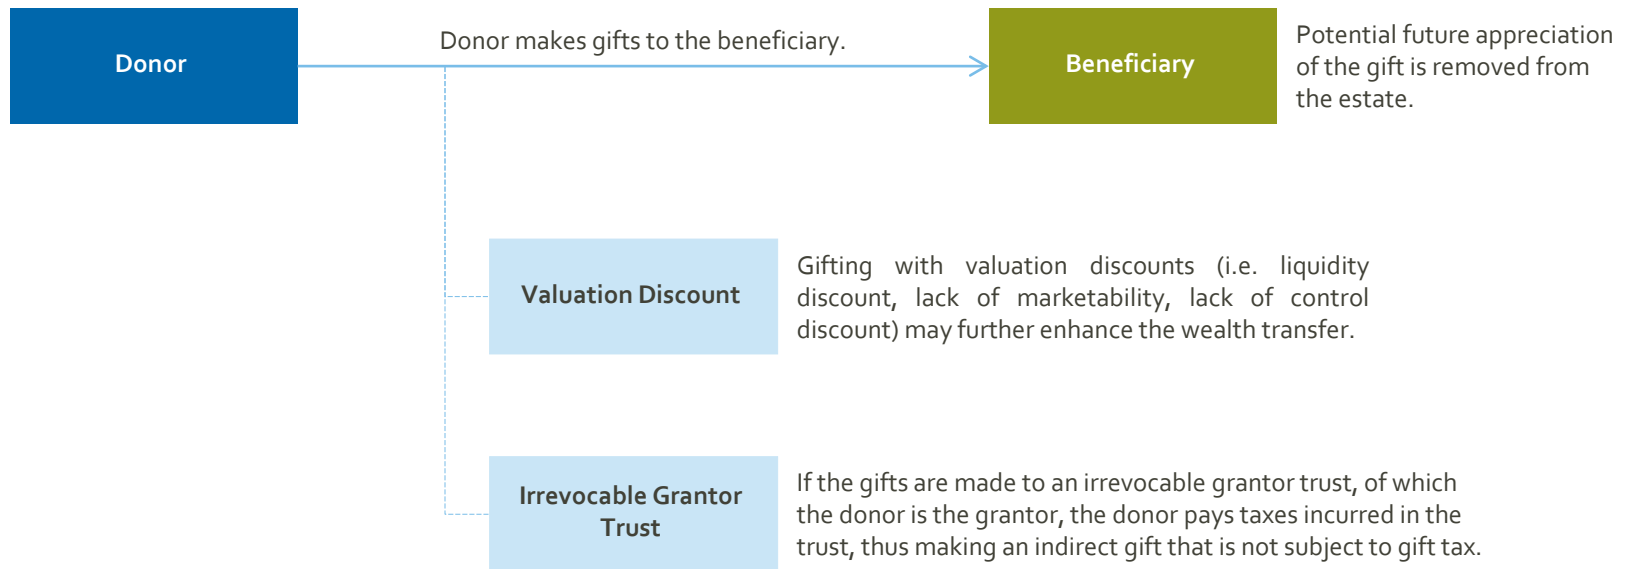 Donor
Donor makes gifts to the beneficiary.
Beneficiary
Potential future appreciation
of the gift is removed from
the estate.
Valuation Discount
Gifting with valuation discounts (i.e. liquidity
discount, lack of marketability, lack of control
discount) may further enhance the wealth transfer.
Irrevocable Grantor
Trust
If the gifts are made to an irrevocable grantor trust, of which
the donor is the grantor, the donor pays taxes incurred in the
trust, thus making an indirect gift that is not subject to gift tax.